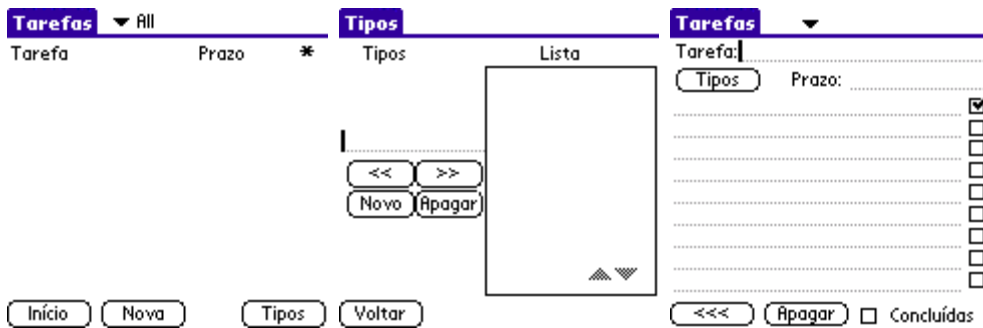 Tarefas All
Tarefa Prazo *
Início Nova Tipos
Tipos
Tipos Lista
<< >>
Novo Apagar
Voltar
Tarefas
Tarefa:
Tipos Prazo:
<<< Apagar Concluídas